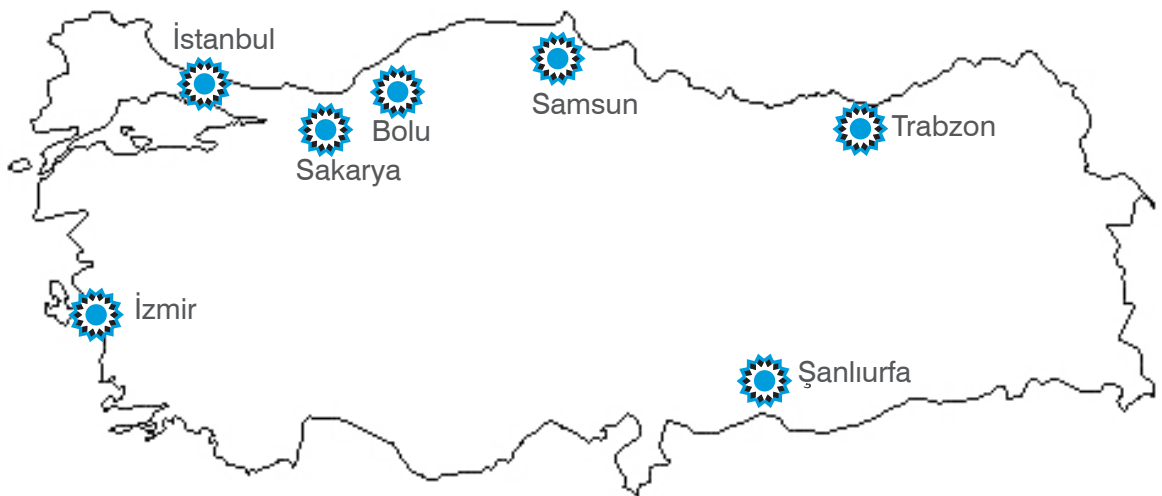 İstanbul
Samsun
Bolu
Trabzon
Sakarya
İzmir
Şanlıurfa